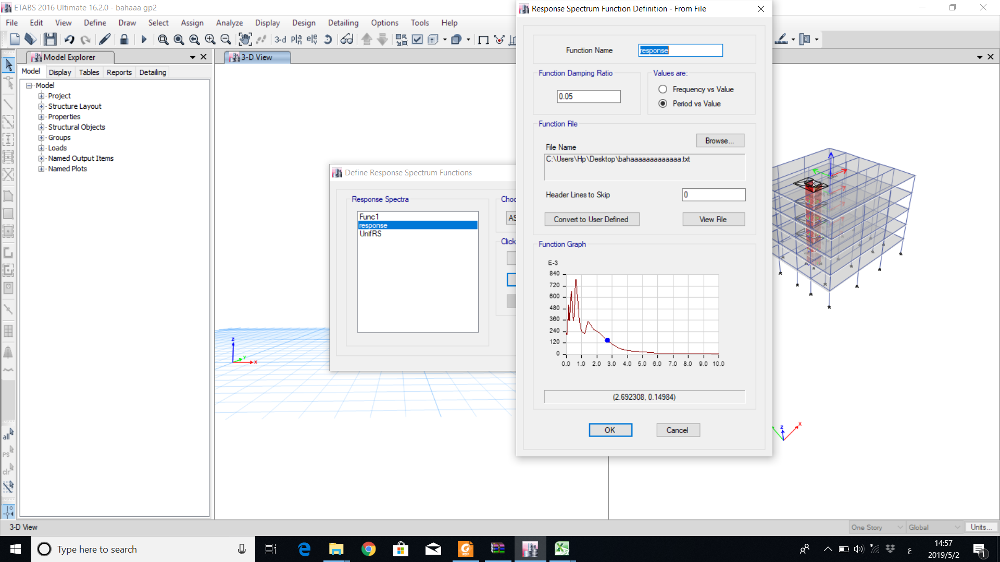 ETABS 2016 Ultimate 16.2.0 - bahaaa gp2
File Edit View Define Draw Select Assign Analyze Display Design Detailing Options Tools Help
3-d
Model Explorer
Model Display Tables Reports Detailing
Model
Project
Structure Layout
Properties
Structural Objects
Groups
Loads
Named Output Items
Named Plots
3-D View
Z
Y
X
Define Response Spectrum Functions
Response Spectra
Func1
response
UnifRS
Choo
AS
Click
Response Spectrum Function Definition - From File
Function Name
response
Function Damping Ratio
0.05
Values are:
Frequency vs Value
Period vs Value
Function File
Browse...
File Name
C:\Users\Hp\Desktop\bahaaaaaaaaaaaaa.txt
Header Lines to Skip
0
Convert to User Defined
View File
Function Graph
E-3
840
720
600
480
360
240
120
0
0.0 1.0 2.0 3.0 4.0 5.0 6.0 7.0 8.0 9.0 10.0
(2.692308, 0.14984)
OK
Cancel
Z
X
all
PS
clr
3-D View
One Story
Global
Units...
Type here to search
PDF
ع
14:57
2019/5/2
1